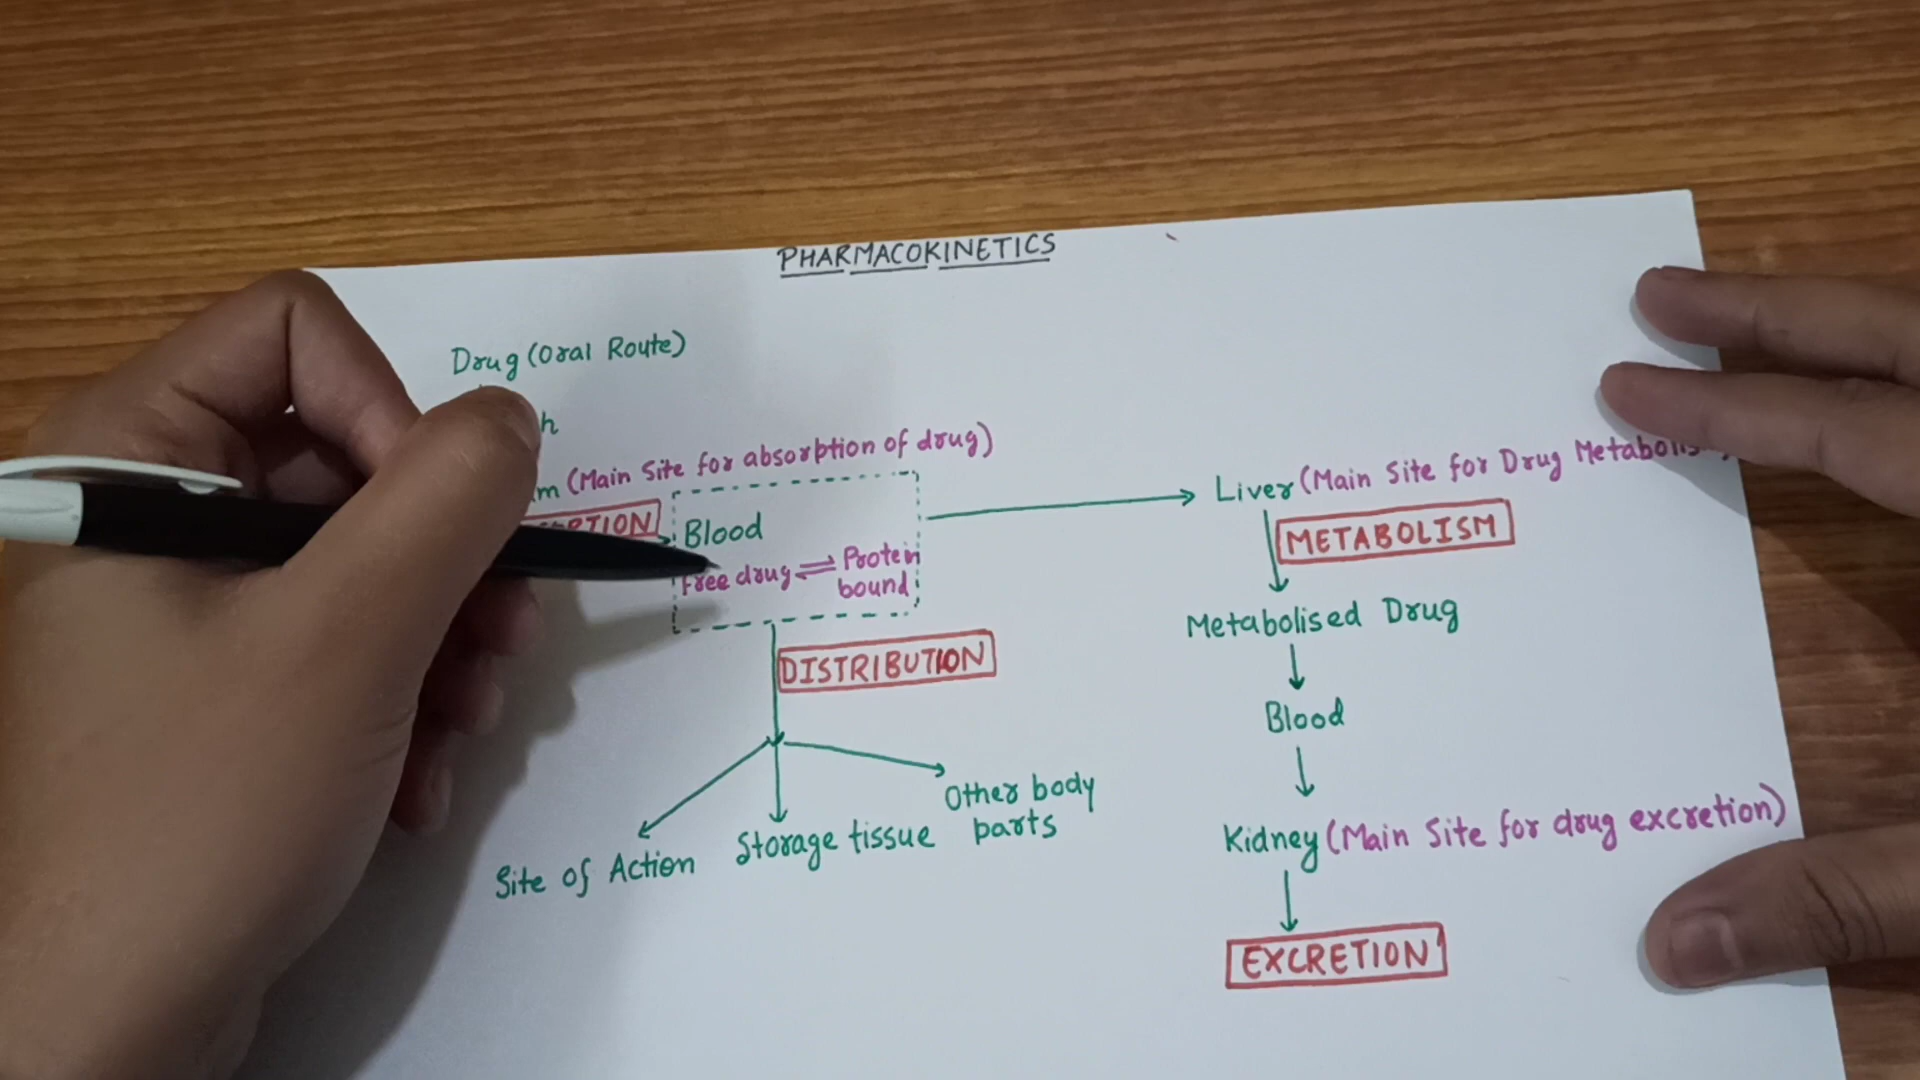 PHARMACOKINETICS
Drug (Oral Route)
(Main Site for absorption of drug)
Blood
Free drug ⇌ Protein
bound
DISTRIBUTION
Site of Action
Storage tissue
Other body
parts
Liver (Main Site for Drug Metabolism)
METABOLISM
Metabolised Drug
Blood
Kidney (Main Site for drug excretion)
EXCRETION